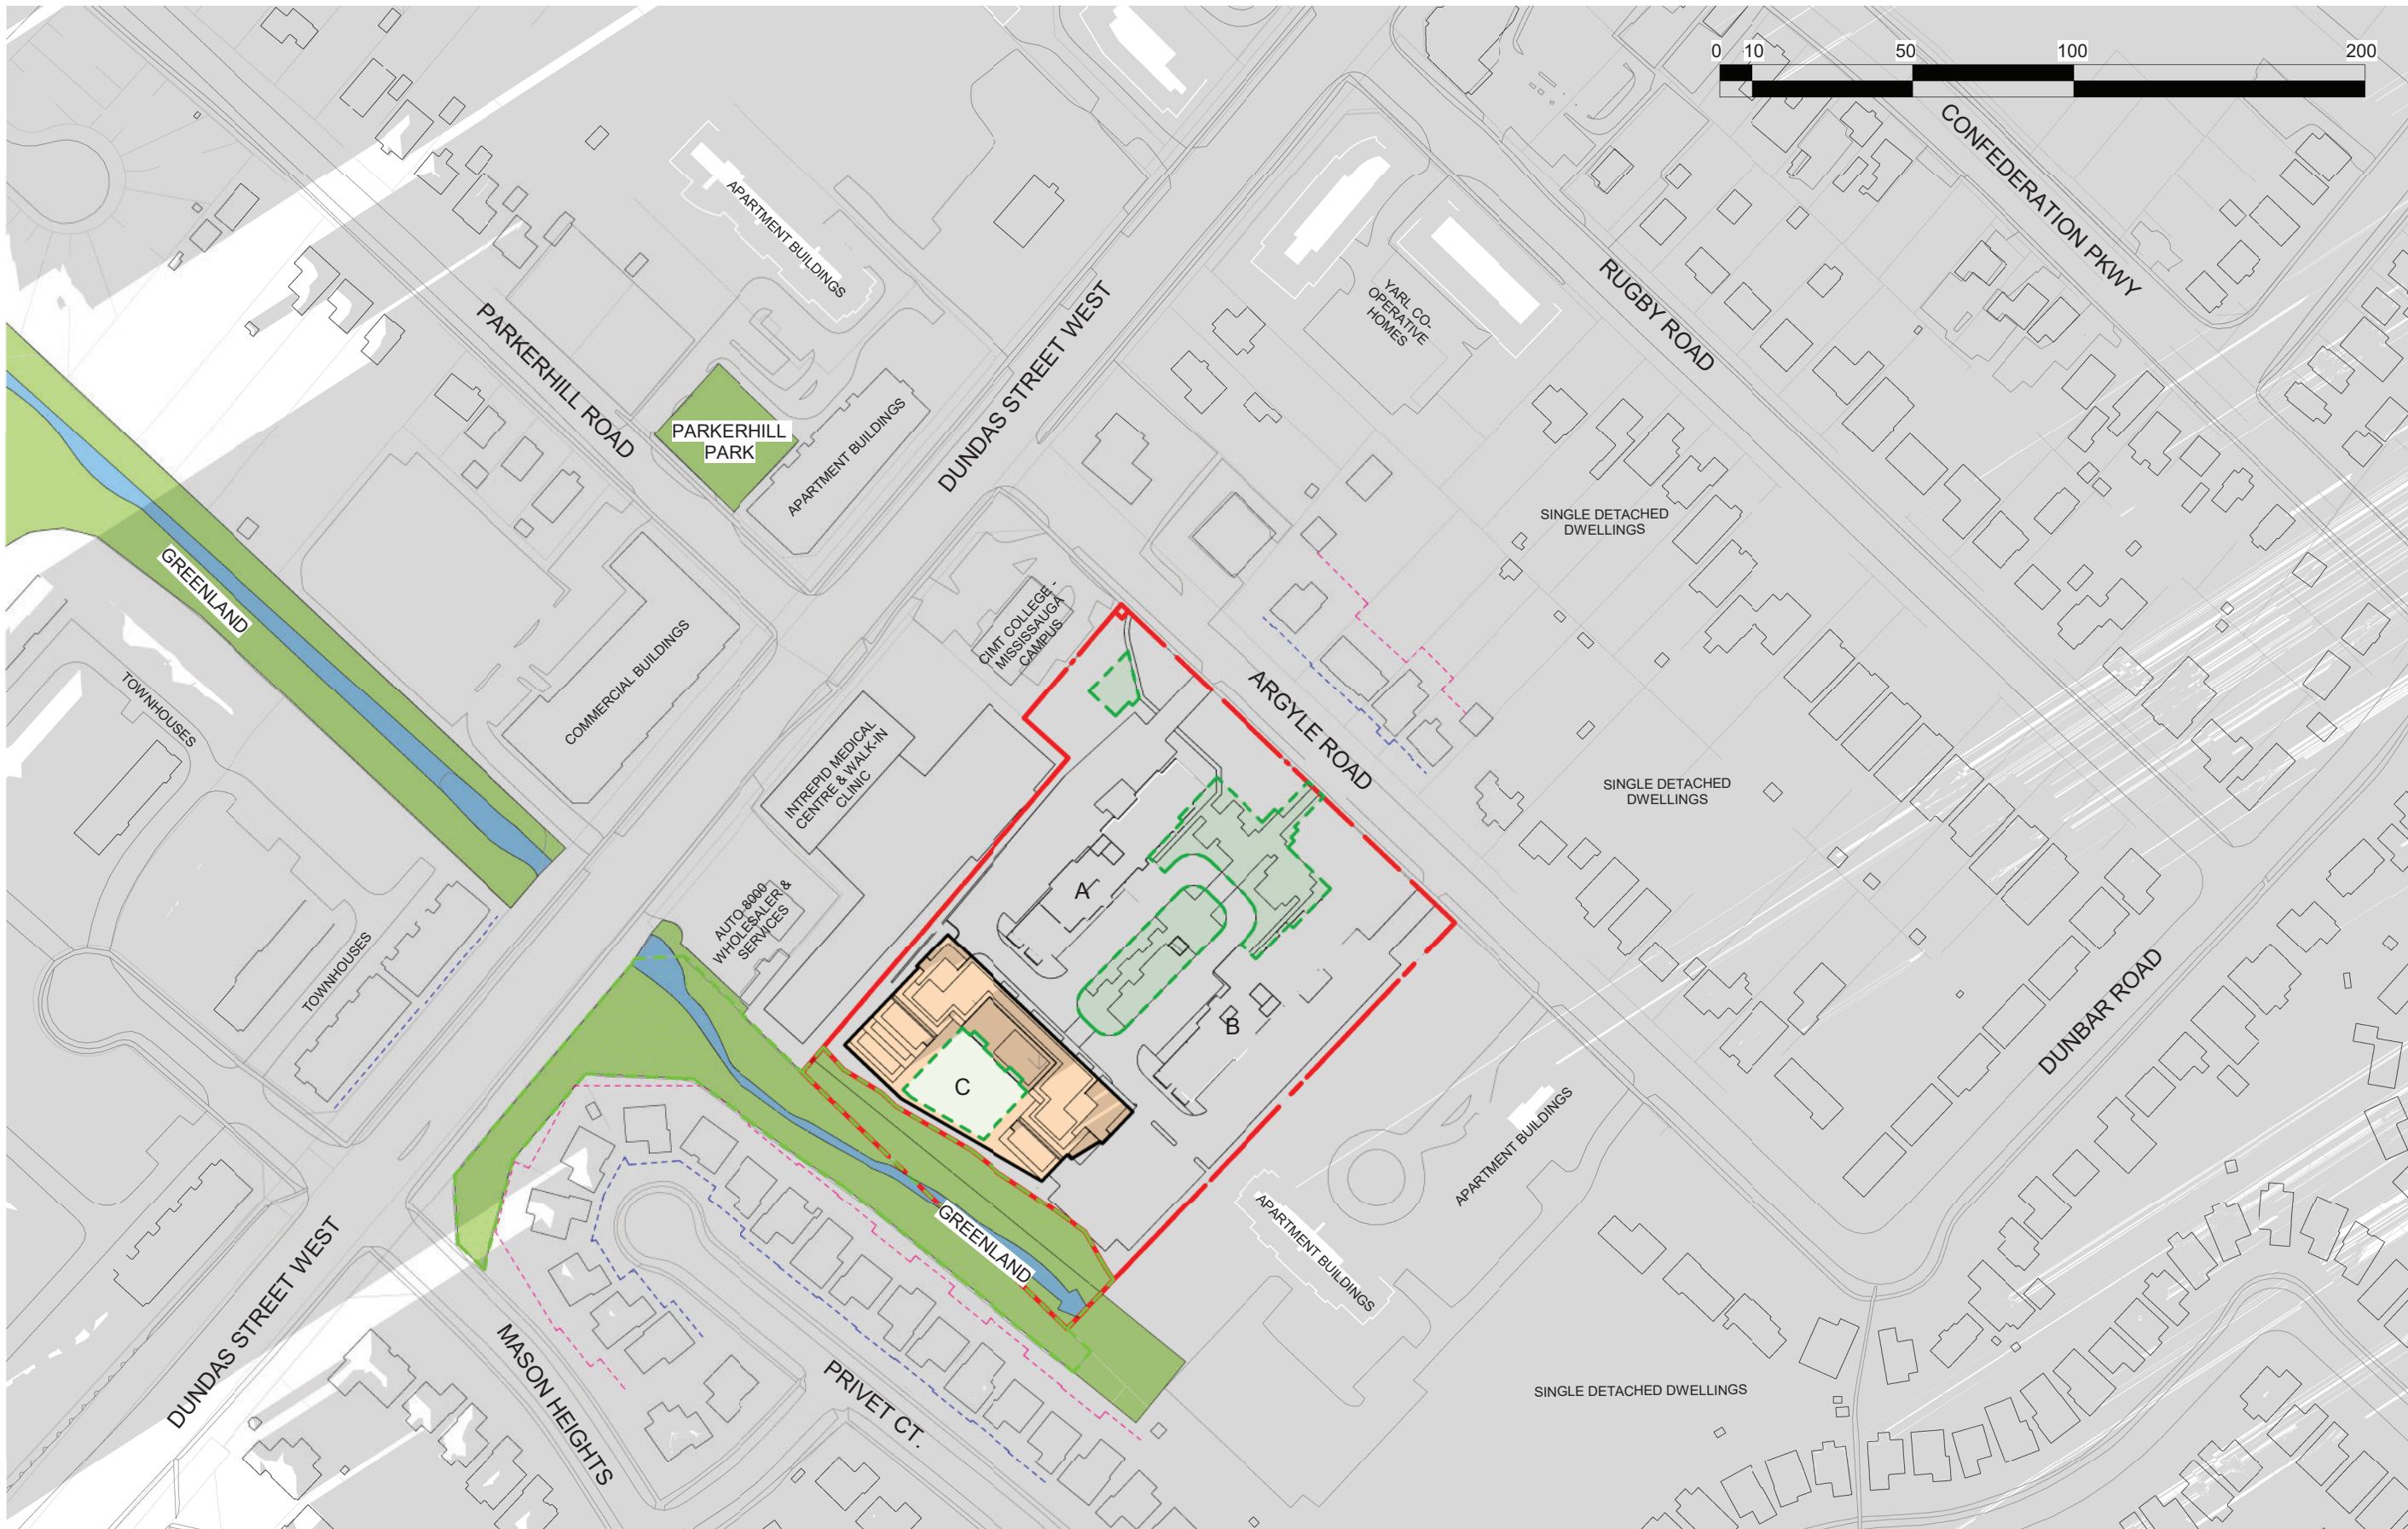 0 10 50 100 200
CONFEDERATION PKWY
APARTMENT BUILDINGS
DUNDAS STREET WEST
YARL CO-
OPERATIVE
HOMES
RUGBY ROAD
PARKERHILL ROAD
PARKERHILL
PARK
APARTMENT BUILDINGS
SINGLE DETACHED
DWELLINGS
GREENLAND
CIMT COLLEGE -
MISSISSAUGA
CAMPUS
COMMERCIAL BUILDINGS
TOWNHOUSES
ARGYLE ROAD
INTREPID MEDICAL
CENTRE & WALK-IN
CLINIC
SINGLE DETACHED
DWELLINGS
A
AUTO 8000
WHOLESALER &
SERVICES
TOWNHOUSES
B
DUNBAR ROAD
C
APARTMENT BUILDINGS
GREENLAND
APARTMENT BUILDINGS
DUNDAS STREET WEST
MASON HEIGHTS
PRIVET CT.
SINGLE DETACHED DWELLINGS